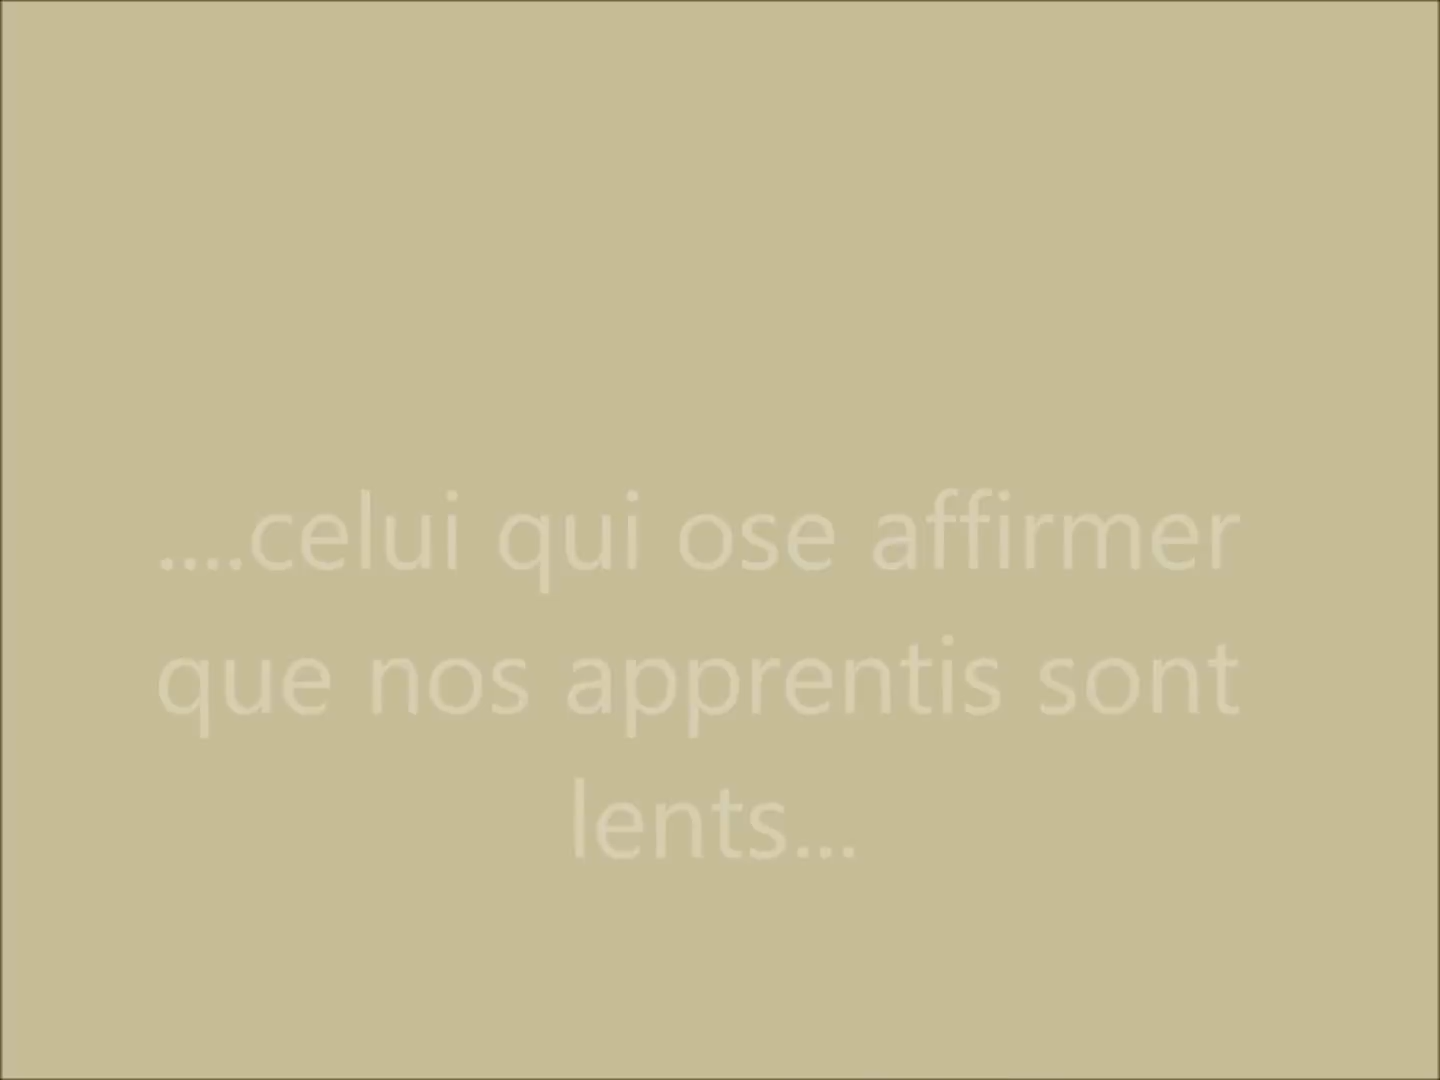 ....celui qui ose affirmer
que nos apprentis sont
lents...